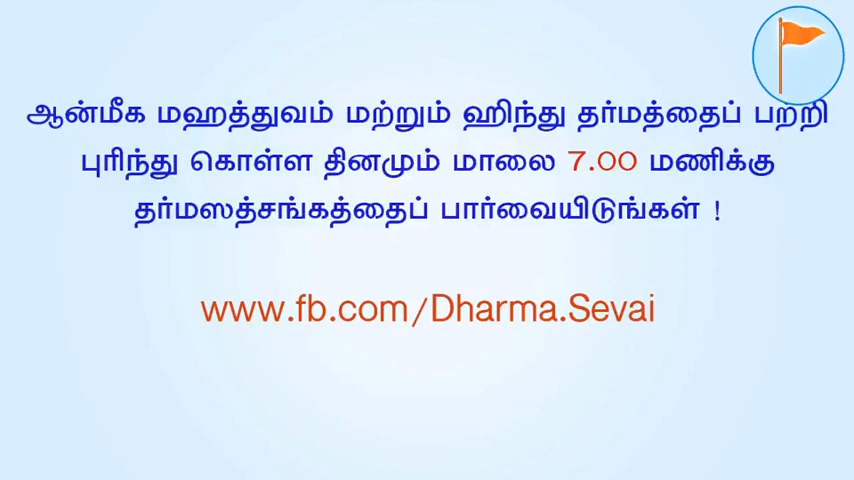 ஆன்மீக மஹத்துவம் மற்றும் ஹிந்து தர்மத்தைப் பற்றி
புரிந்து கொள்ள தினமும் மாலை 7.00 மணிக்கு
தர்மஸத்சங்கத்தைப் பார்வையிடுங்கள் !
www.fb.com/Dharma.Sevai